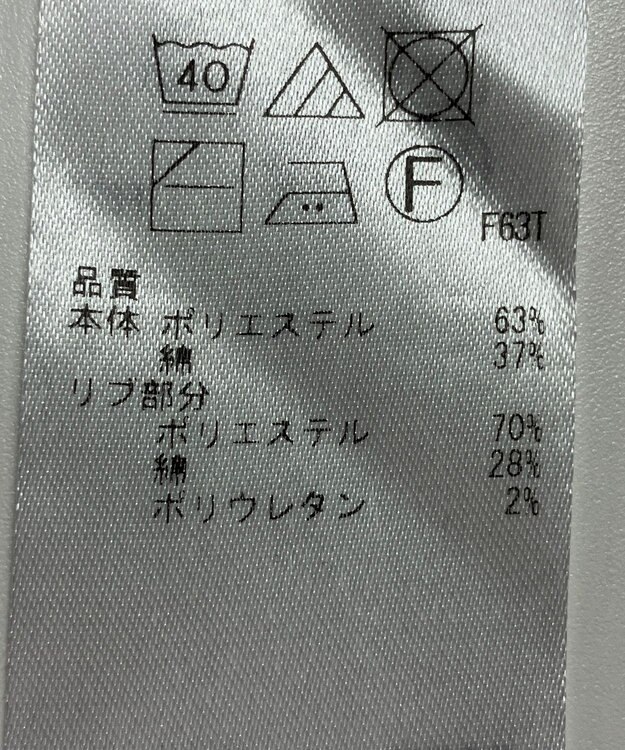 40
F
F63T
品質
本体 ポリエステル 63%
綿 37%
リブ部分
ポリエステル 70%
綿 28%
ポリウレタン 2%